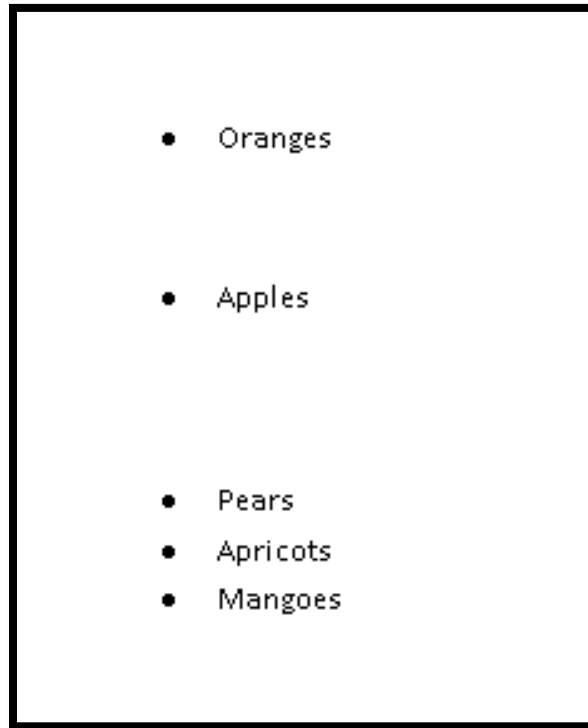 • Oranges
• Apples
• Pears
• Apricots
• Mangoes